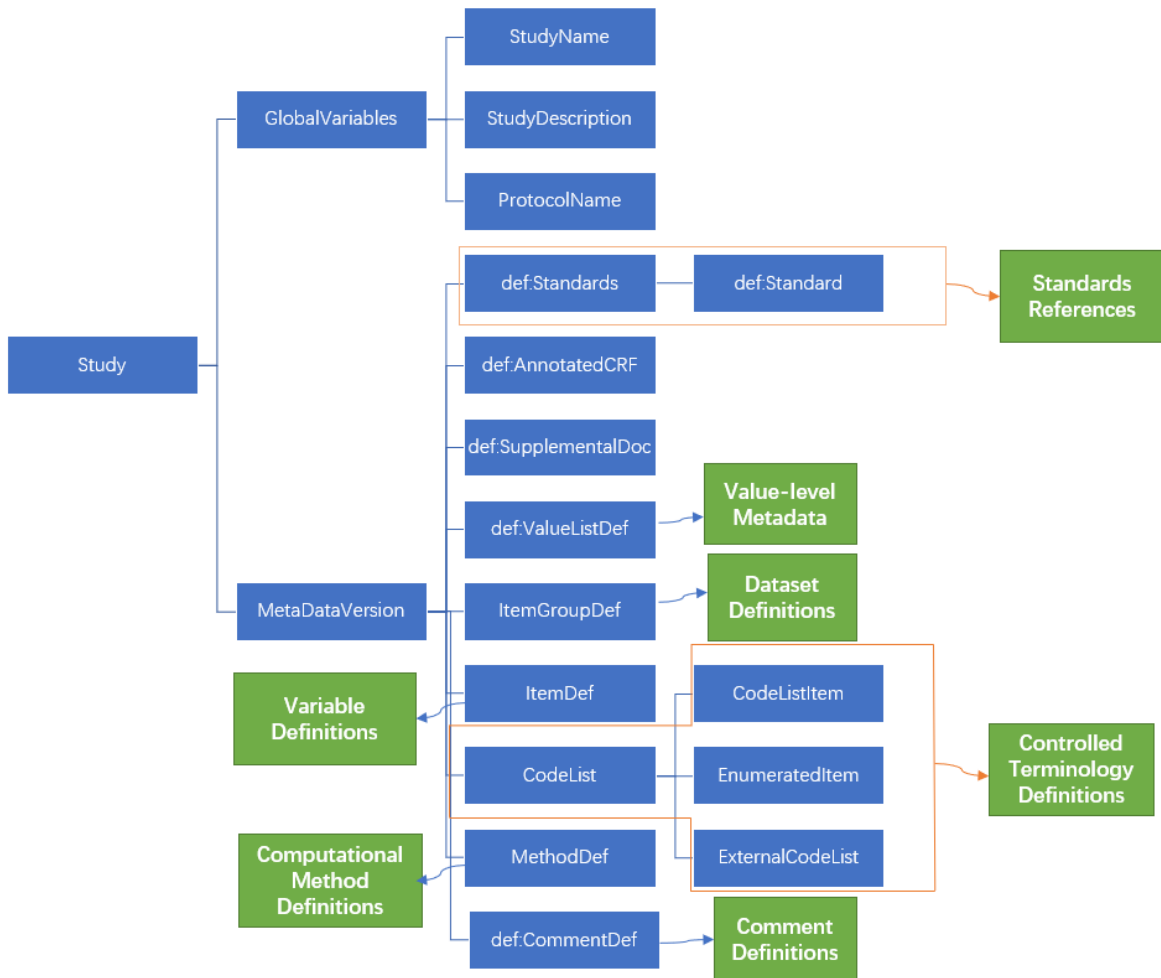 StudyName
GlobalVariables
StudyDescription
ProtocolName
def:Standards
def:Standard
Standards
References
Study
def:AnnotatedCRF
def:SupplementalDoc
def:ValueListDef
Value-level
Metadata
MetaDataVersion
ItemGroupDef
Dataset
Definitions
Variable
Definitions
ItemDef
CodeListItem
CodeList
EnumeratedItem
Controlled
Terminology
Definitions
Computational
Method
Definitions
MethodDef
ExternalCodeList
def:CommentDef
Comment
Definitions